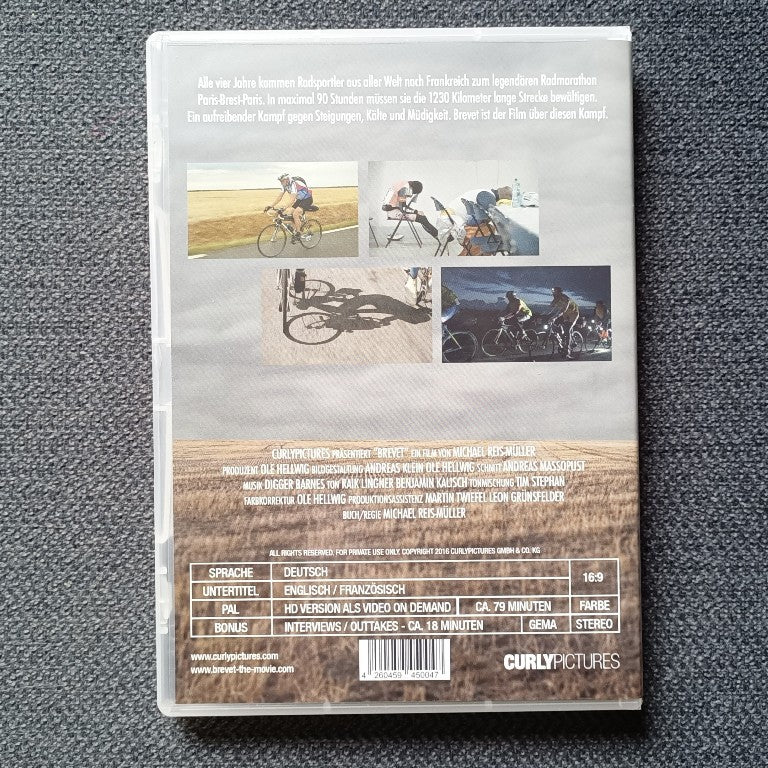 Alle vier Jahre kommen Radsportler aus aller Welt nach Frankreich zum legendären Radmarathon
Paris-Brest-Paris. In maximal 90 Stunden müssen sie die 1230 Kilometer lange Strecke bewältigen.
Ein aufreibender Kampf gegen Steigungen, Kälte und Müdigkeit. Brevet ist der Film über diesen Kampf.
CURLYPICTURES PRÄSENTIERT "BREVET" EIN FILM VON MICHAEL REIS-MÜLLER
PRODUZENT OLE HELLWIG BILDGESTALTUNG ANDREAS KLEIN OLE HELLWIG SCHNITT ANDREAS MASSOPUST
MUSIK DIGGER BARNES TON RAIK LINGNER BENJAMIN KALISCH TONMISCHUNG TIM STEPHAN
FARBKORREKTUR OLE HELLWIG PRODUKTIONSASSISTENZ MARTIN TWIEFEL LEON GRÜNSFELDER
BUCH/REGIE MICHAEL REIS-MÜLLER
ALL RIGHTS RESERVED. FOR PRIVATE USE ONLY. COPYRIGHT 2016 CURLYPICTURES GMBH & CO. KG
SPRACHE DEUTSCH 16:9
UNTERTITEL ENGLISCH / FRANZÖSISCH
PAL HD VERSION ALS VIDEO ON DEMAND CA. 79 MINUTEN FARBE
BONUS INTERVIEWS / OUTTAKES - CA. 18 MINUTEN GEMA STEREO
www.curlypictures.com
www.brevet-the-movie.com
4 260459 450047
CURLYPICTURES